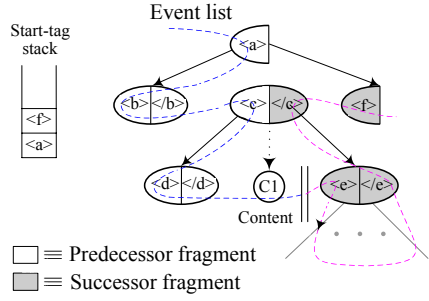 Event list
Start-tag
stack
<a>
<b> </b>
<c> </c>
<f>
<f>
<a>
<d> </d>
C1
<e> </e>
Content
≡ Predecessor fragment
≡ Successor fragment